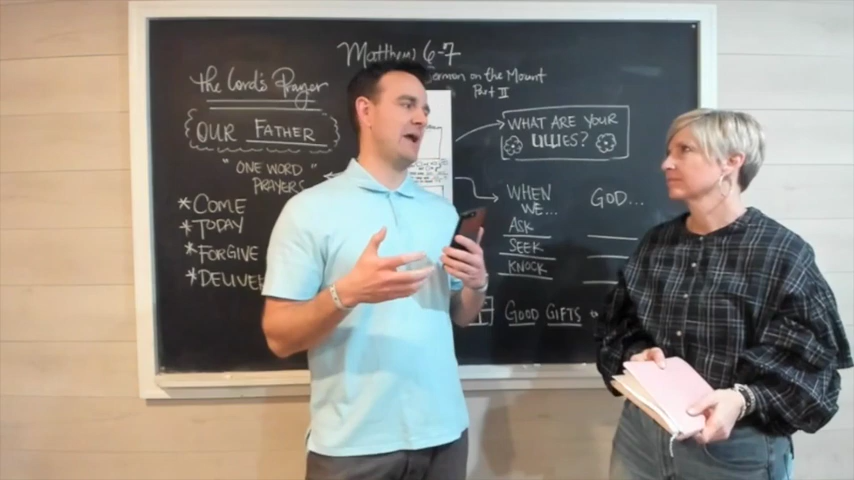 Matthew 6-7
Sermon on the Mount
Part II
the Lord's Prayer
OUR FATHER
"ONE WORD"
PRAYERS
* COME
* TODAY
* FORGIVE
* DELIVER
WHAT ARE YOUR
ЦЩES?
WHEN
WE...
ASK
SEEK
KNOCK
GOD...
GOOD GIFTS